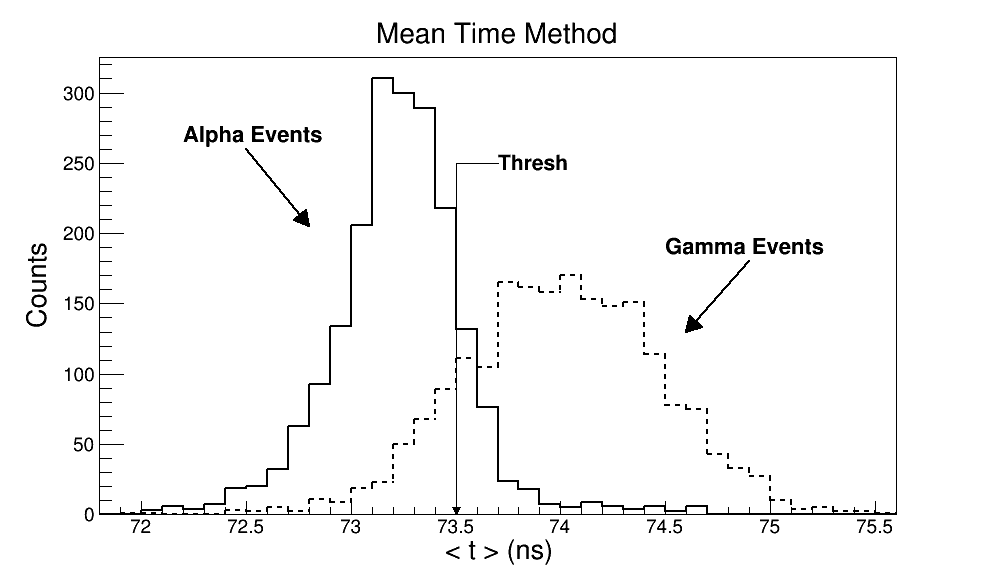 Mean Time Method
Counts
300
250
200
150
100
50
0
Alpha Events
Thresh
Gamma Events
72 72.5 73 73.5 74 74.5 75 75.5
< t > (ns)